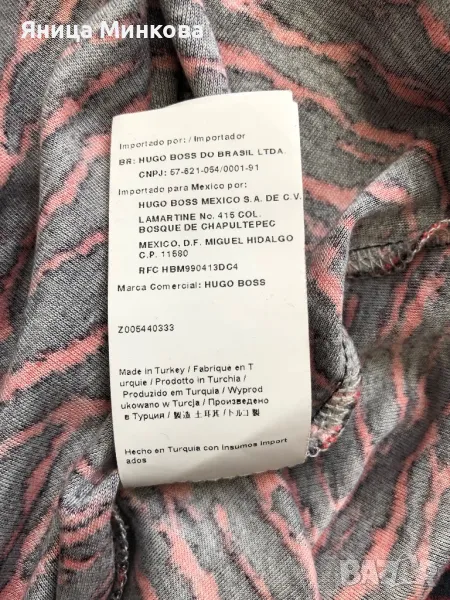 Яница Минкова
Importado por: / Importador
BR: HUGO BOSS DO BRASIL LTDA.
CNPJ: 57-621-054/0001-91
Importado para Mexico por:
HUGO BOSS MEXICO S.A. DE C.V.
LAMARTINE No. 415 COL.
BOSQUE DE CHAPULTEPEC
MEXICO, D.F. MIGUEL HIDALGO
C.P. 11580
RFC HBM990413DC4
Marca Comercial: HUGO BOSS
Z005440333
Made in Turkey / Fabriqué en T
urquie / Prodotto in Turchia /
Produzido em Turquia / Wyprod
ukowano w Turcja / Произведено
в Турция / 製造 土耳其 / トルコ製
Hecho en Turquia con Insumos Import
ados